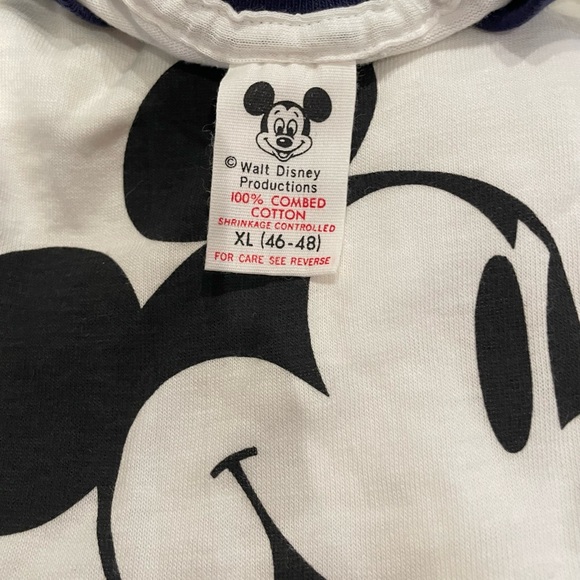 © Walt Disney
Productions
100% COMBED
COTTON
SHRINKAGE CONTROLLED
XL (46-48)
FOR CARE SEE REVERSE